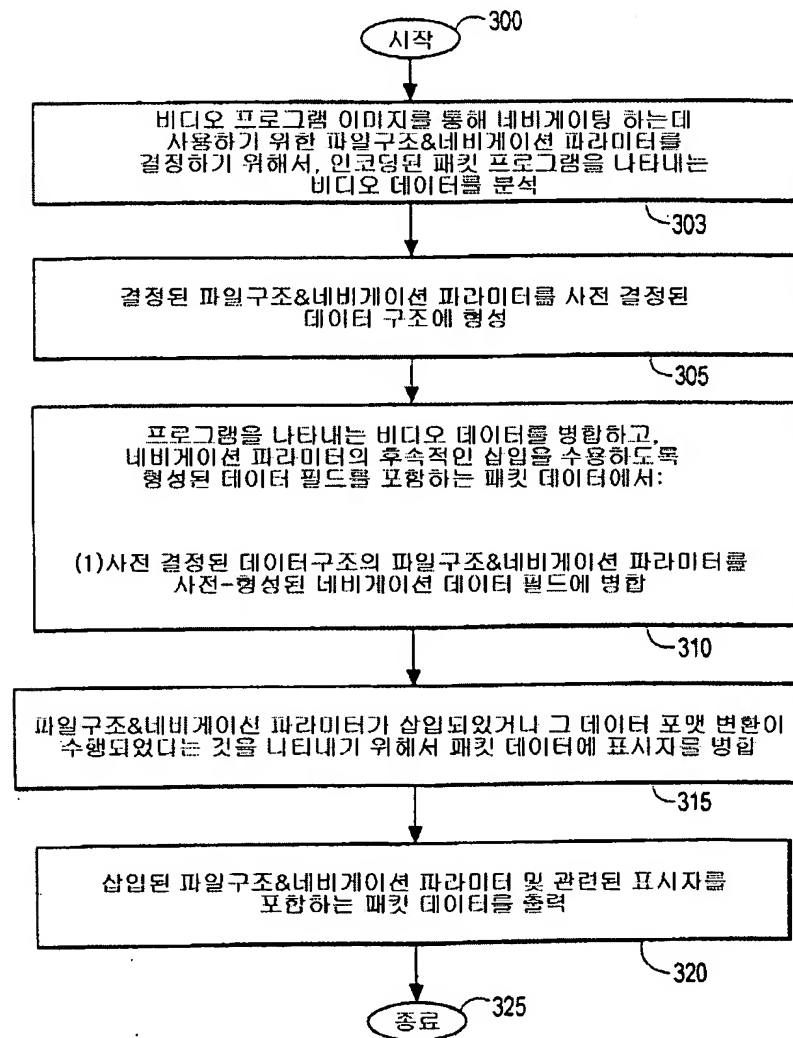 시작
300
비디오 프로그램 이미지를 통해 네비게이팅 하는데
사용하기 위한 파일구조&네비게이션 파라미터를
결정하기 위해서, 인코딩된 패킷 프로그램을 나타내는
비디오 데이터를 분석
303
결정된 파일구조&네비게이션 파라미터를 사전 결정된
데이터 구조에 형성
305
프로그램을 나타내는 비디오 데이터를 병합하고,
네비게이션 파라미터의 후속적인 삽입을 수용하도록
형성된 데이터 필드를 포함하는 패킷 데이터에서:
(1)사전 결정된 데이터구조의 파일구조&네비게이션 파라미터를
사전-형성된 네비게이션 데이터 필드에 병합
310
파일구조&네비게이션 파라미터가 삽입되었거나 그 데이터 포맷 변환이
수행되었다는 것을 나타내기 위해서 패킷 데이터에 표시자를 병합
315
삽입된 파일구조&네비게이션 파라미터 및 관련된 표시자를
포함하는 패킷 데이터를 출력
320
종료
325